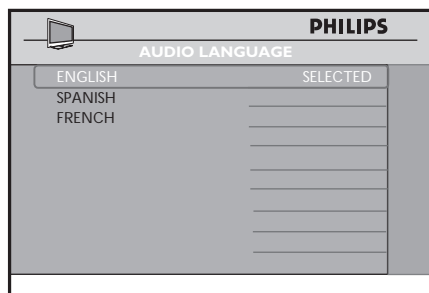 PHILIPS
AUDIO LANGUAGE
ENGLISH SELECTED
SPANISH
FRENCH